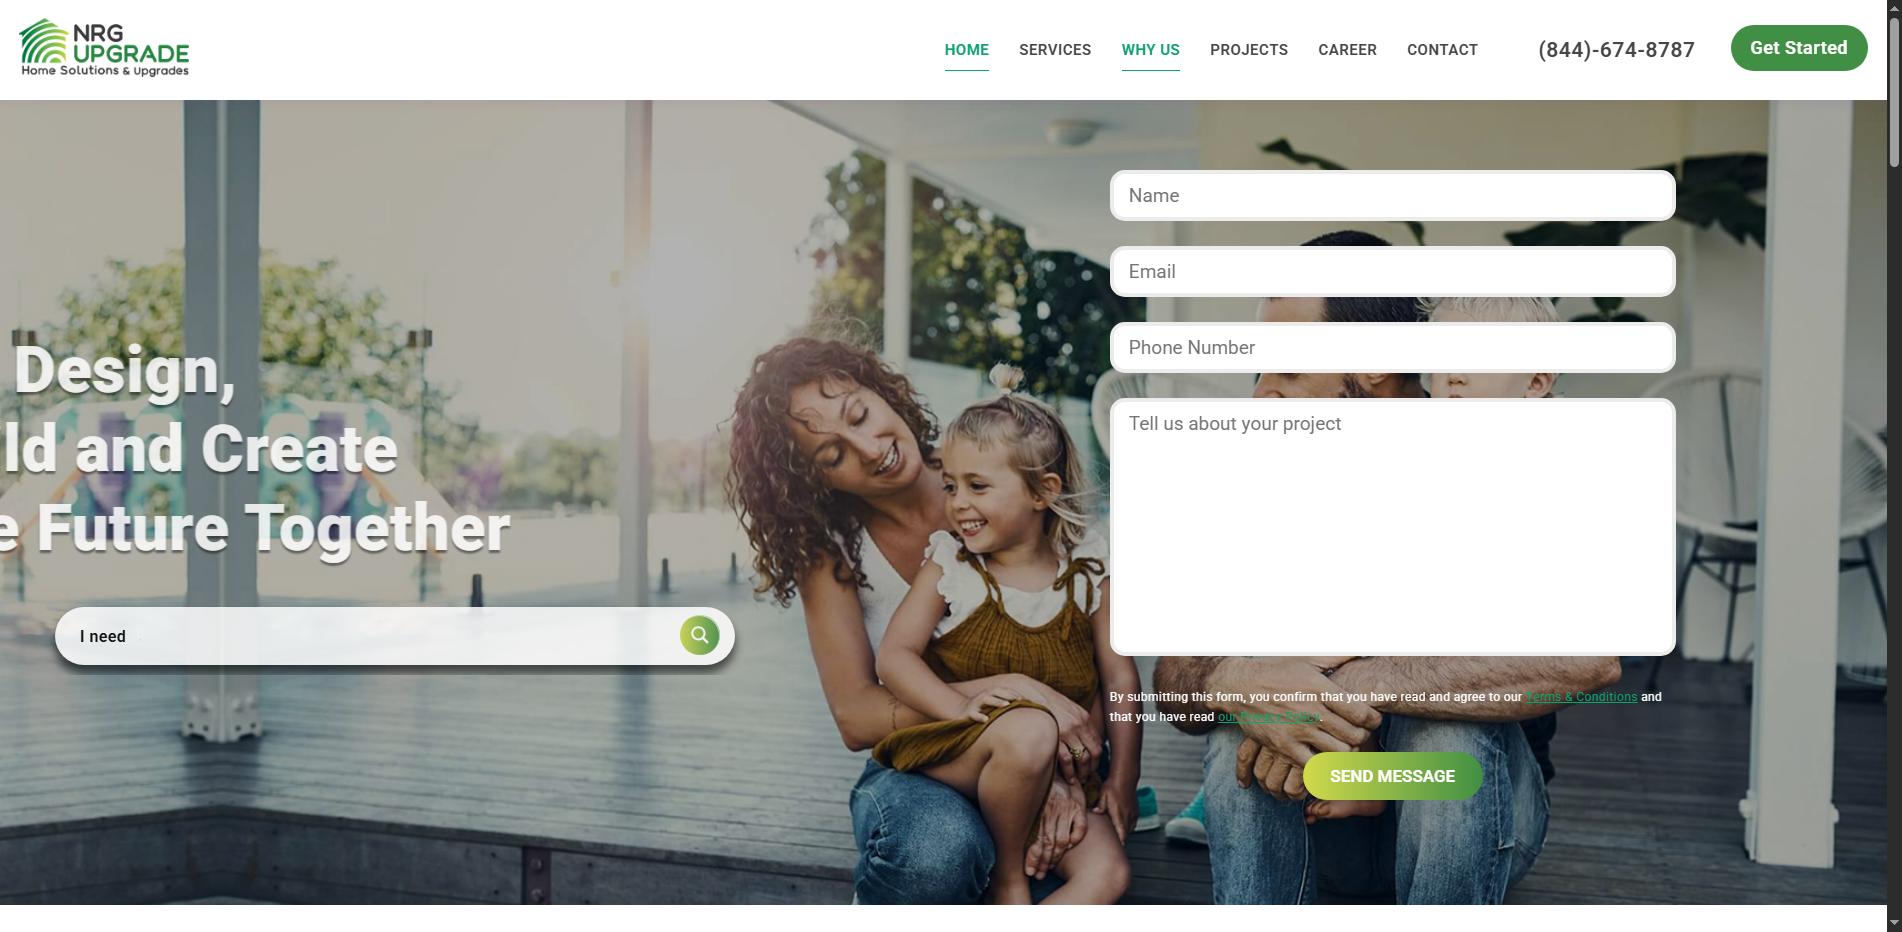 NRG
UPGRADE
Home Solutions & Upgrades
HOME SERVICES WHY US PROJECTS CAREER CONTACT (844)-674-8787 Get Started
Name
Email
Phone Number
Tell us about your project
Design,
ld and Create
e Future Together
I need
By submitting this form, you confirm that you have read and agree to our Terms & Conditions and
that you have read our Privacy Policy.
SEND MESSAGE